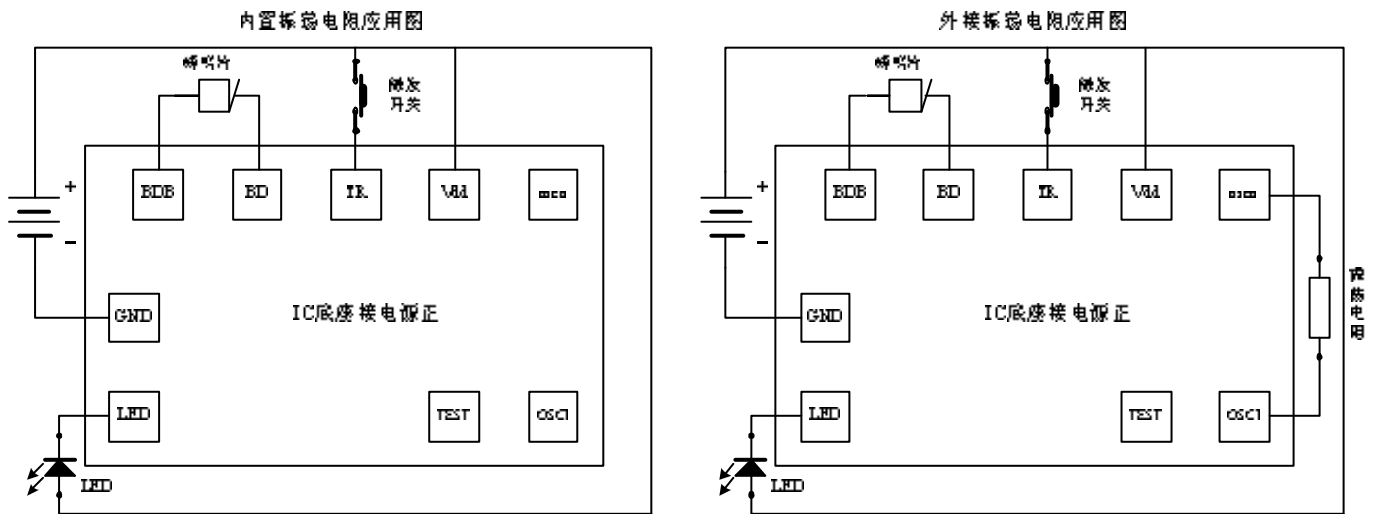 内置振荡电阻应用图
蜂鸣片
触发
开关
+
BDB
BD
TR
Vdd
−
GND
IC底座接电源正
LED
TEST
OSC1
LED
外接振荡电阻应用图
蜂鸣片
触发
开关
+
BDB
BD
TR
Vdd
−
振荡电阻
GND
IC底座接电源正
LED
TEST
OSC1
LED